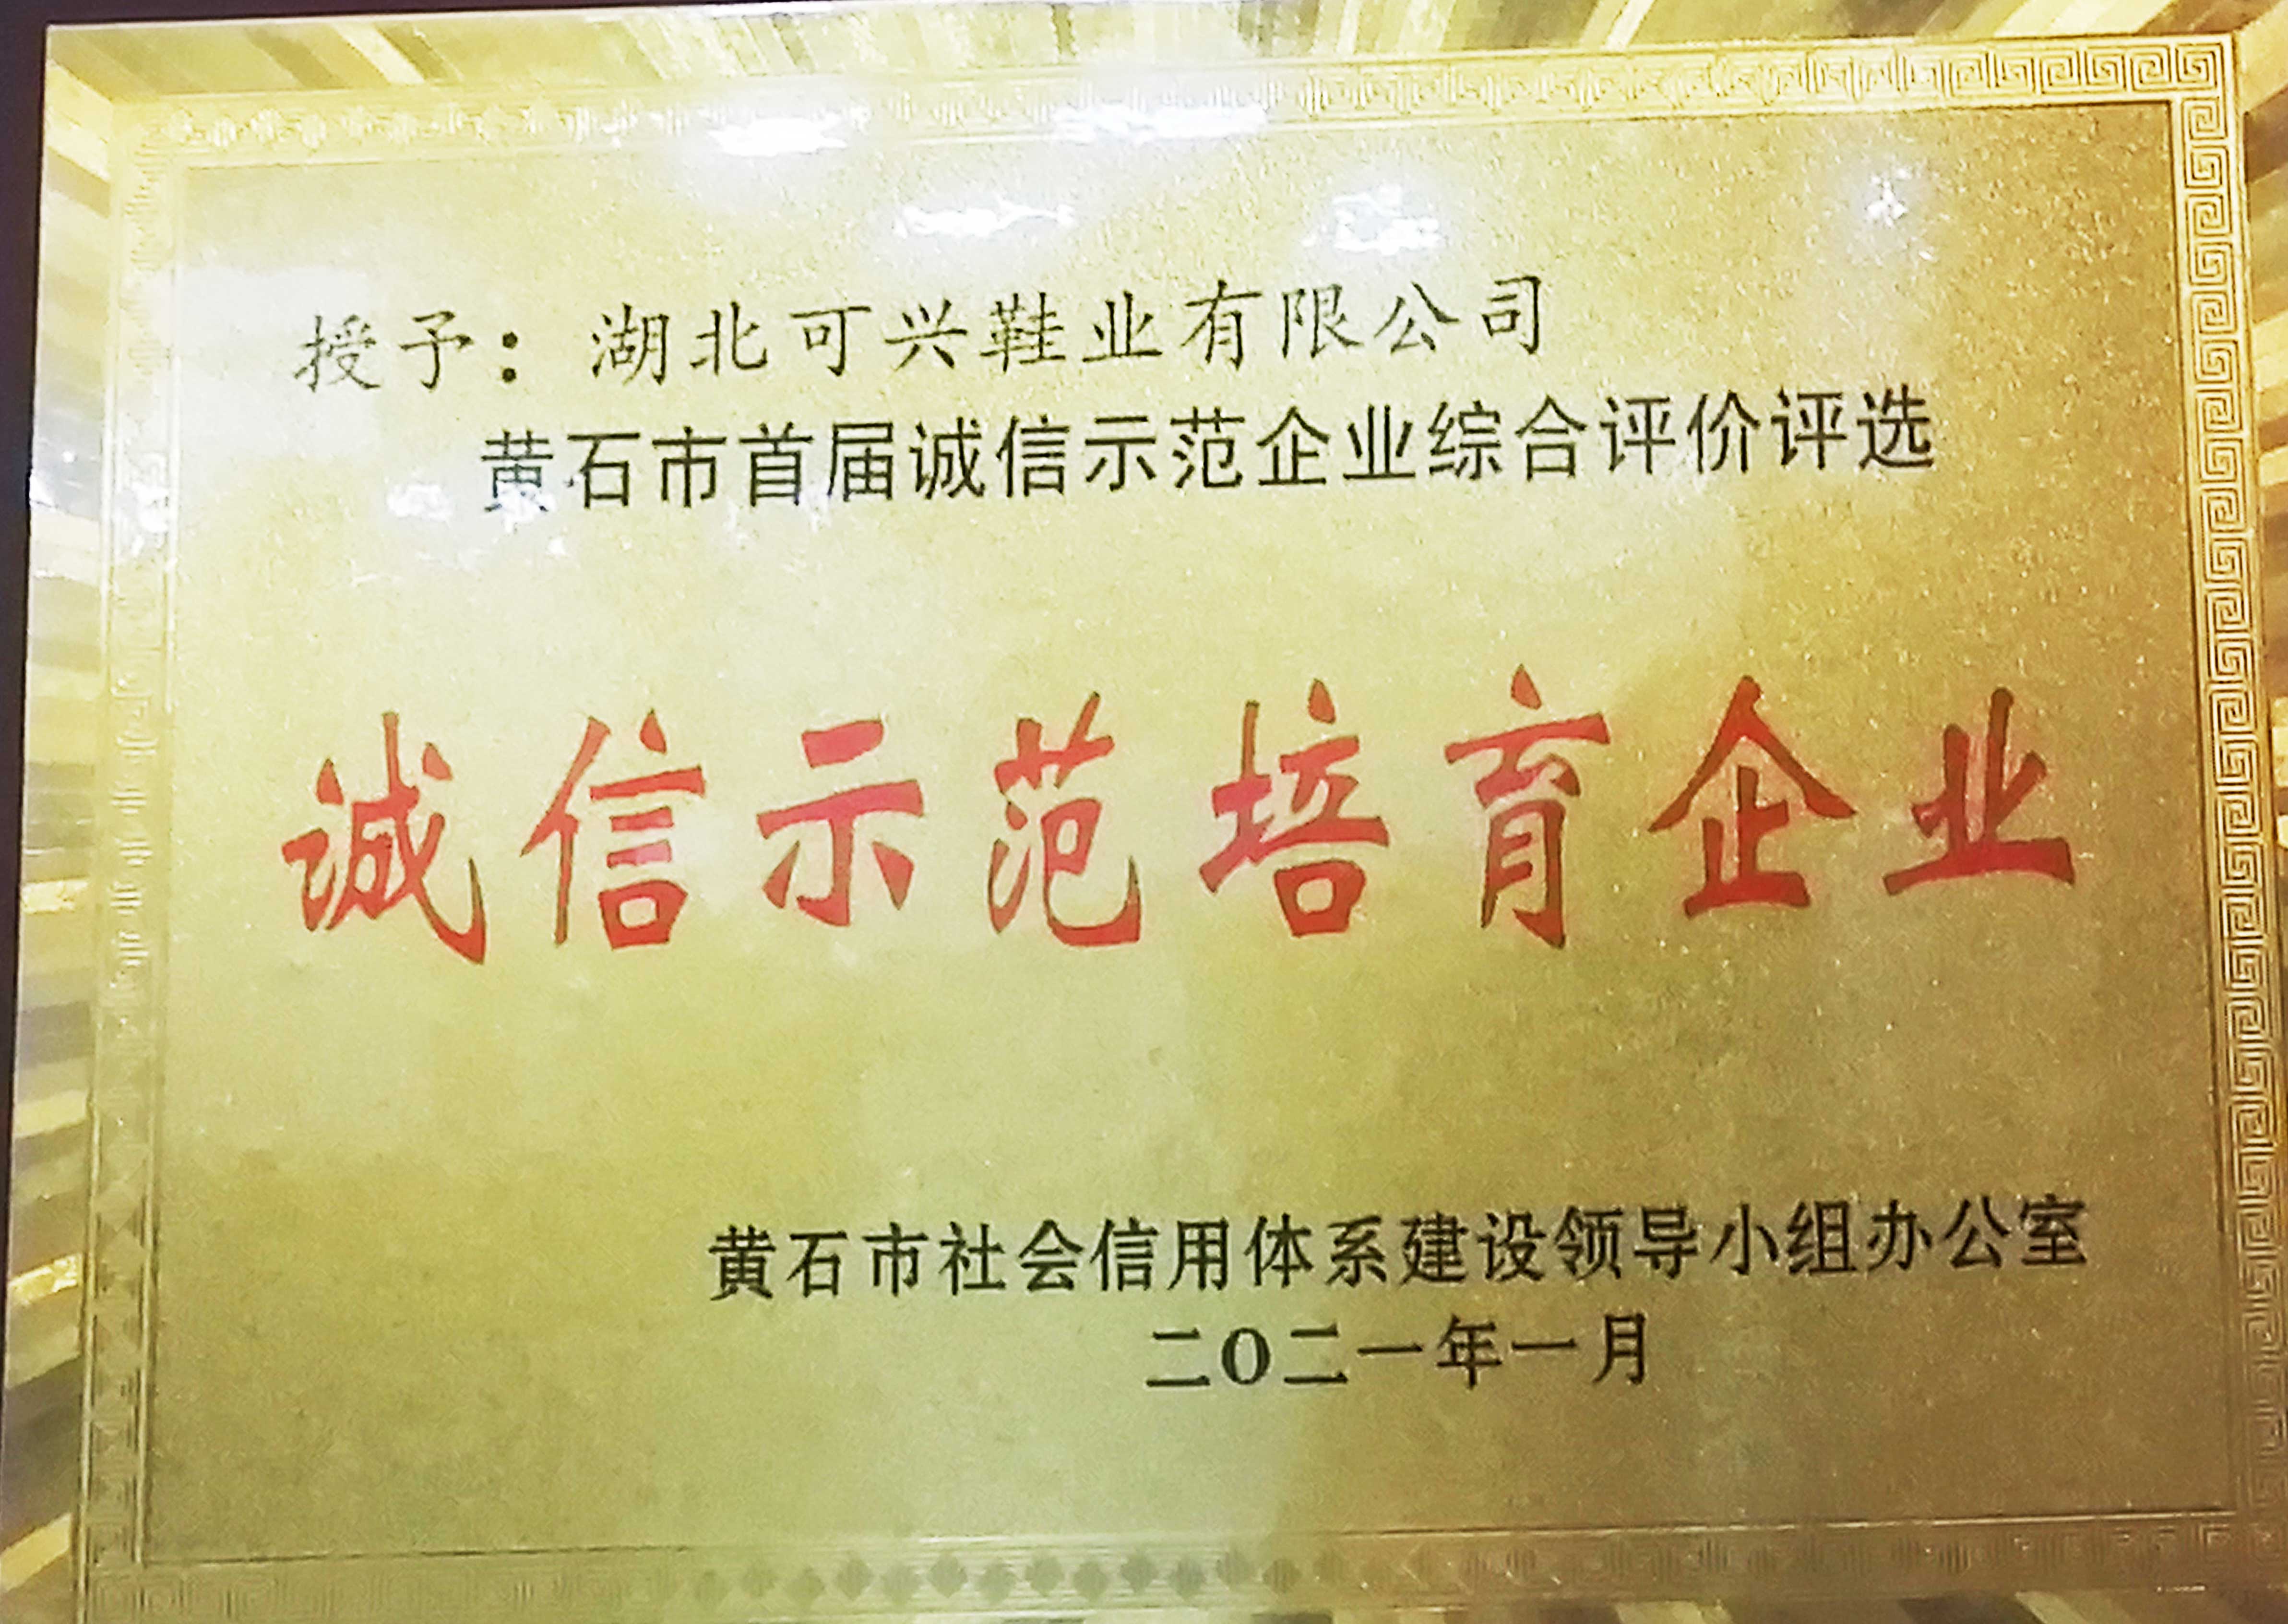 授予：湖北可兴鞋业有限公司
黄石市首届诚信示范企业综合评价评选
诚信示范培育企业
黄石市社会信用体系建设领导小组办公室
二O二一年一月